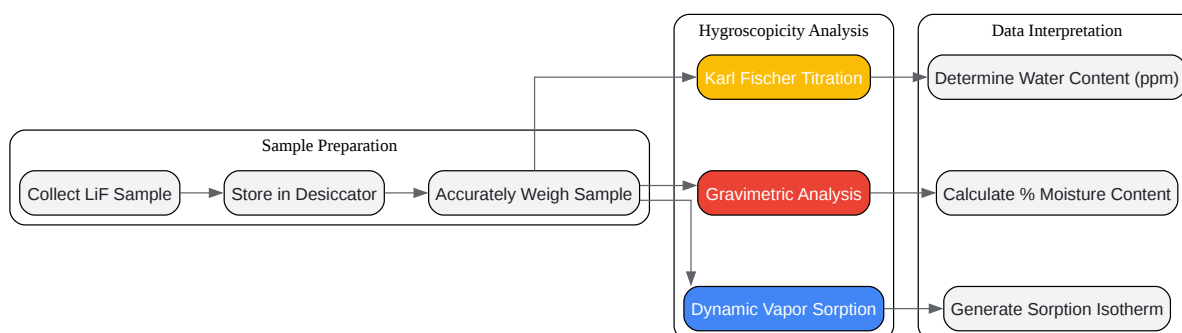 Hygroscopicity Analysis
Data Interpretation
Karl Fischer Titration
Determine Water Content (ppm)
Sample Preparation
Collect LiF Sample
Store in Desiccator
Accurately Weigh Sample
Gravimetric Analysis
Calculate % Moisture Content
Dynamic Vapor Sorption
Generate Sorption Isotherm